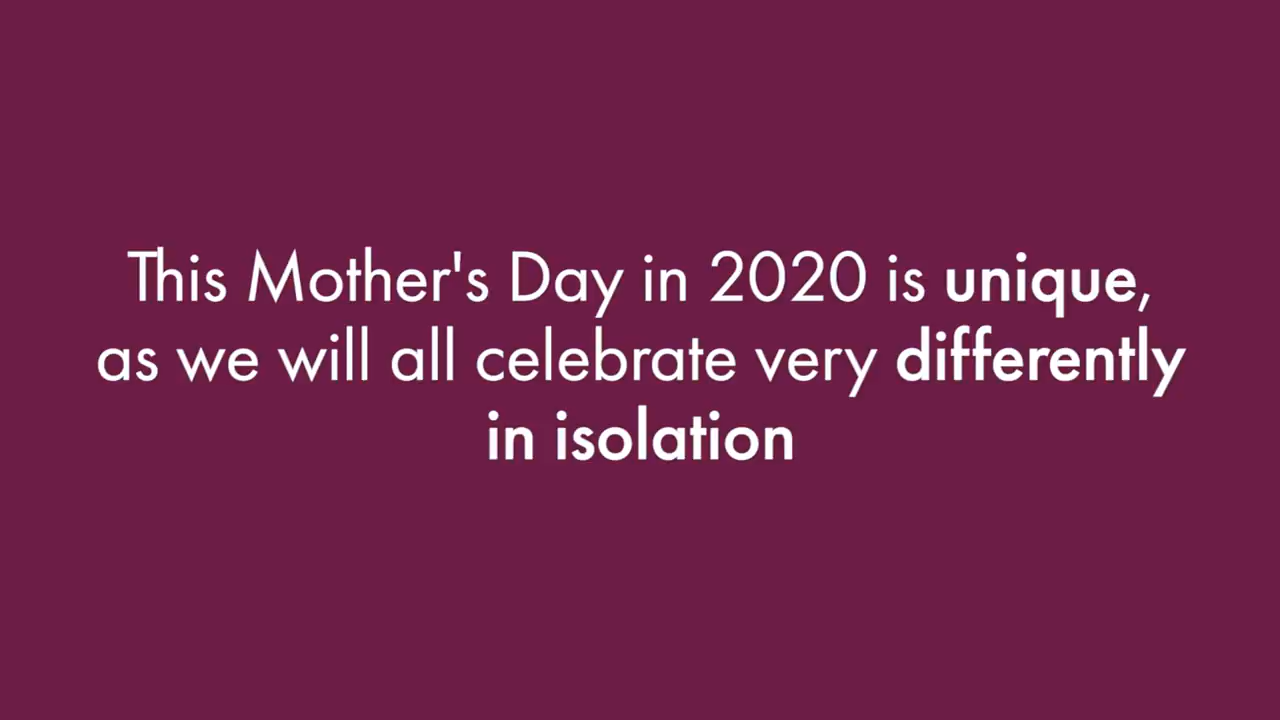 This Mother's Day in 2020 is unique,
as we will all celebrate very differently
in isolation